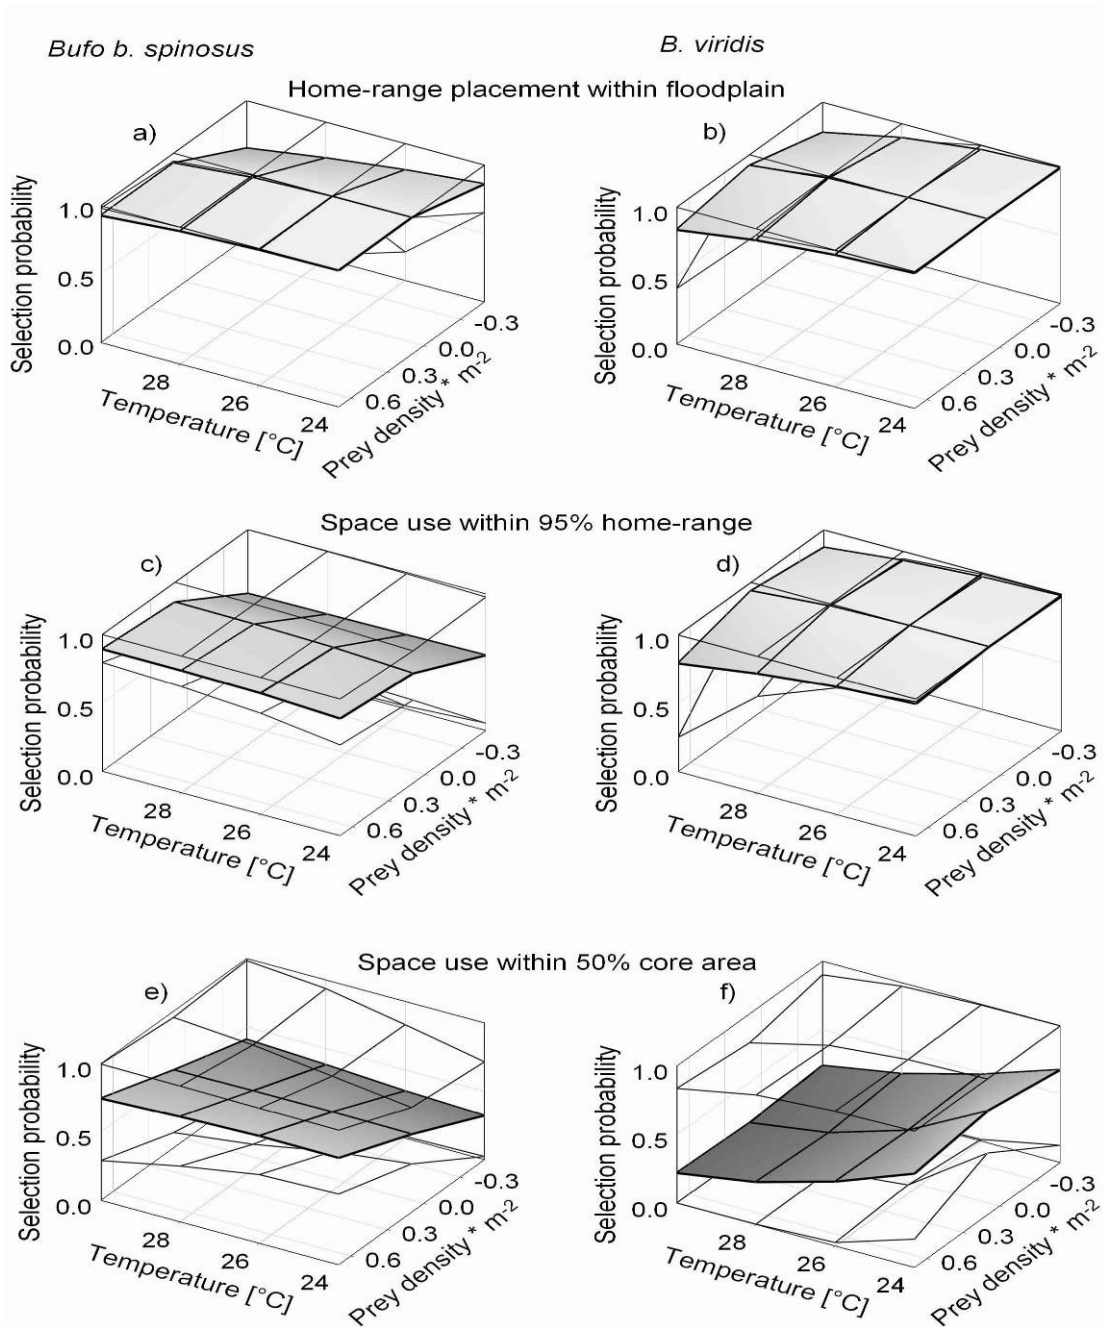 Bufo b. spinosus
B. viridis
Home-range placement within floodplain
a)
b)
Selection probability
1.0
0.5
0.0
28
26
24
Temperature [°C]
-0.3
0.0
0.3
0.6
Prey density * m-2
Selection probability
1.0
0.5
0.0
28
26
24
Temperature [°C]
-0.3
0.0
0.3
0.6
Prey density * m-2
Space use within 95% home-range
c)
d)
Selection probability
1.0
0.5
0.0
28
26
24
Temperature [°C]
-0.3
0.0
0.3
0.6
Prey density * m-2
Selection probability
1.0
0.5
0.0
28
26
24
Temperature [°C]
-0.3
0.0
0.3
0.6
Prey density * m-2
Space use within 50% core area
e)
f)
Selection probability
1.0
0.5
0.0
28
26
24
Temperature [°C]
-0.3
0.0
0.3
0.6
Prey density * m-2
Selection probability
1.0
0.5
0.0
28
26
24
Temperature [°C]
-0.3
0.0
0.3
0.6
Prey density * m-2